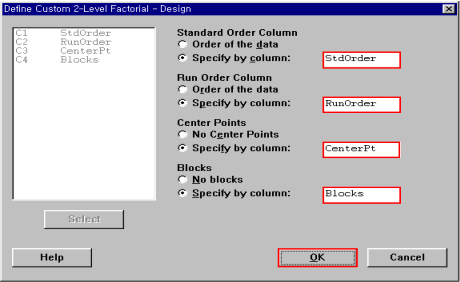 Define Custom 2-Level Factorial - Design
C1 StdOrder
C2 RunOrder
C3 CenterPt
C4 Blocks
Select
Standard Order Column
Order of the data
Specify by column: StdOrder
Run Order Column
Order of the data
Specify by column: RunOrder
Center Points
No Center Points
Specify by column: CenterPt
Blocks
No blocks
Specify by column: Blocks
Help
OK
Cancel